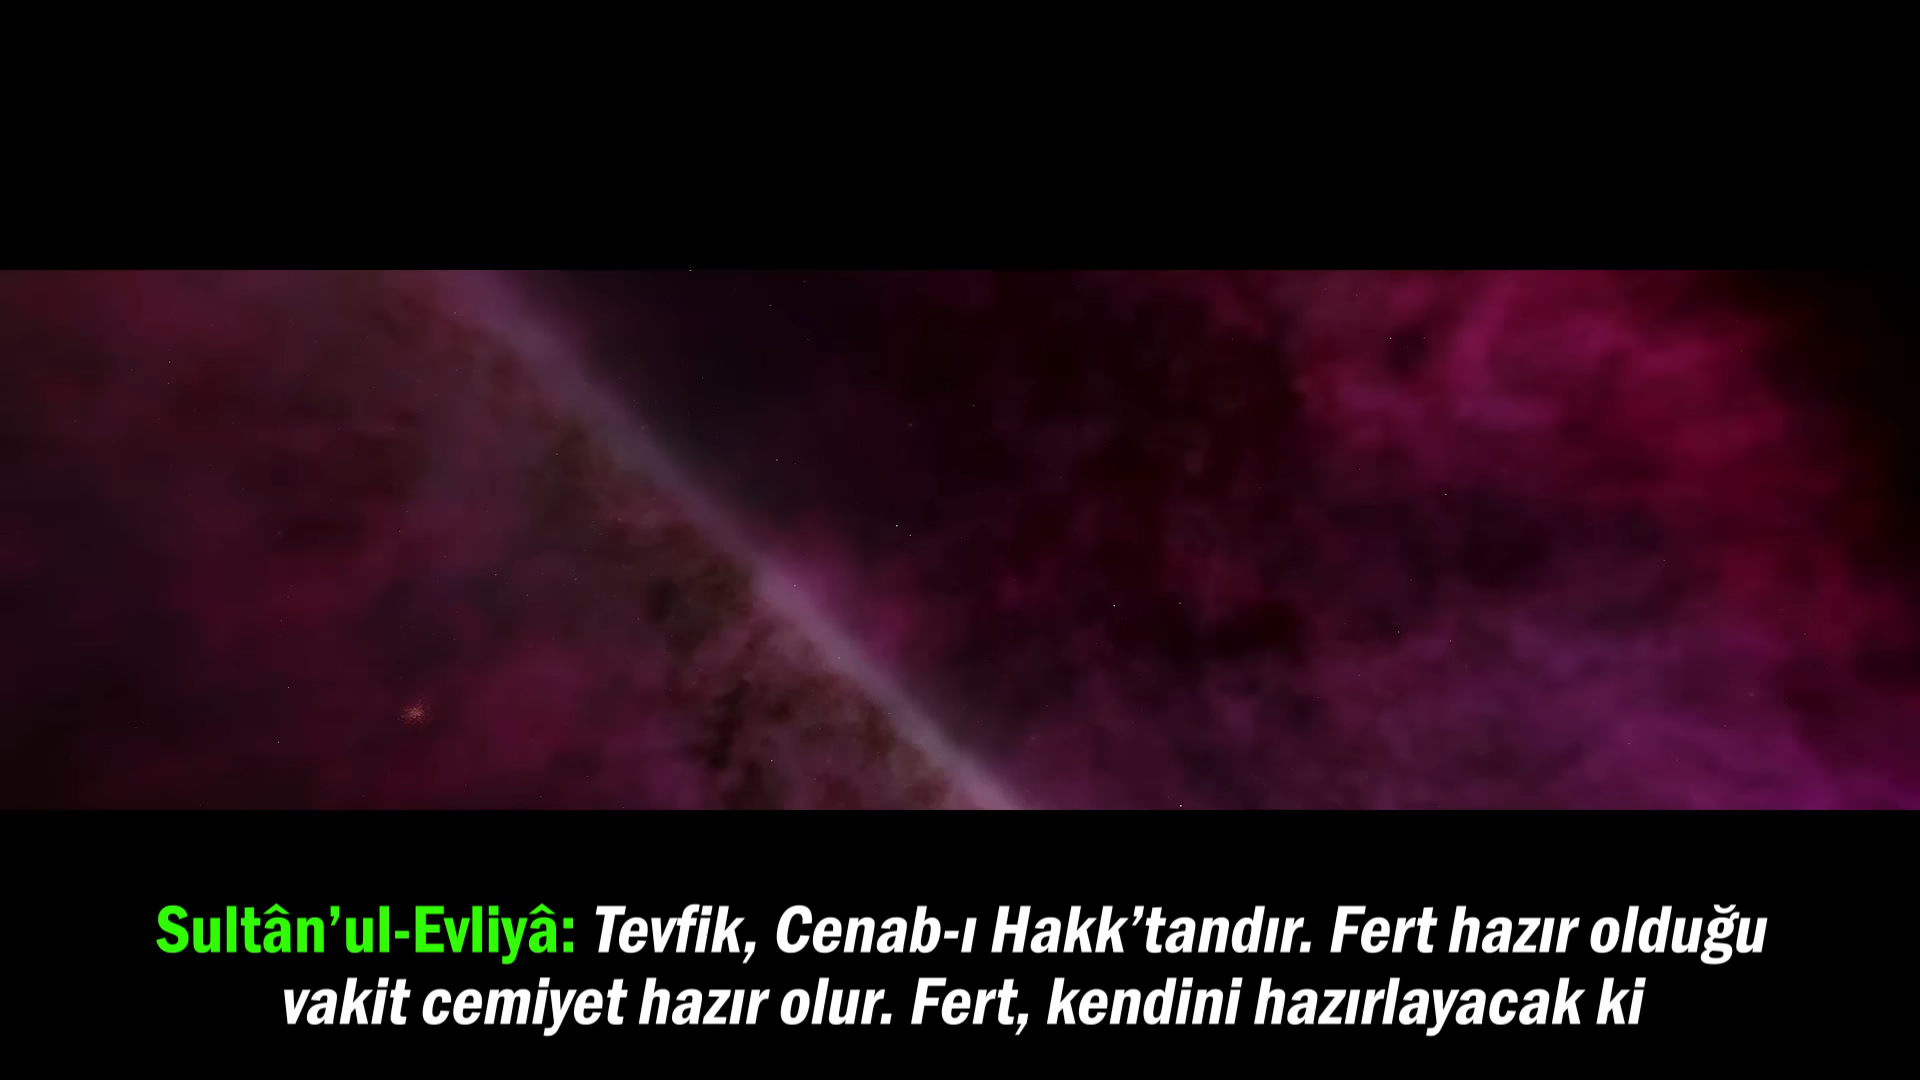 Sultân’ul-Evliyâ: Tevfik, Cenab-ı Hakk’tandır. Fert hazır olduğu
vakit cemiyet hazır olur. Fert, kendini hazırlayacak ki